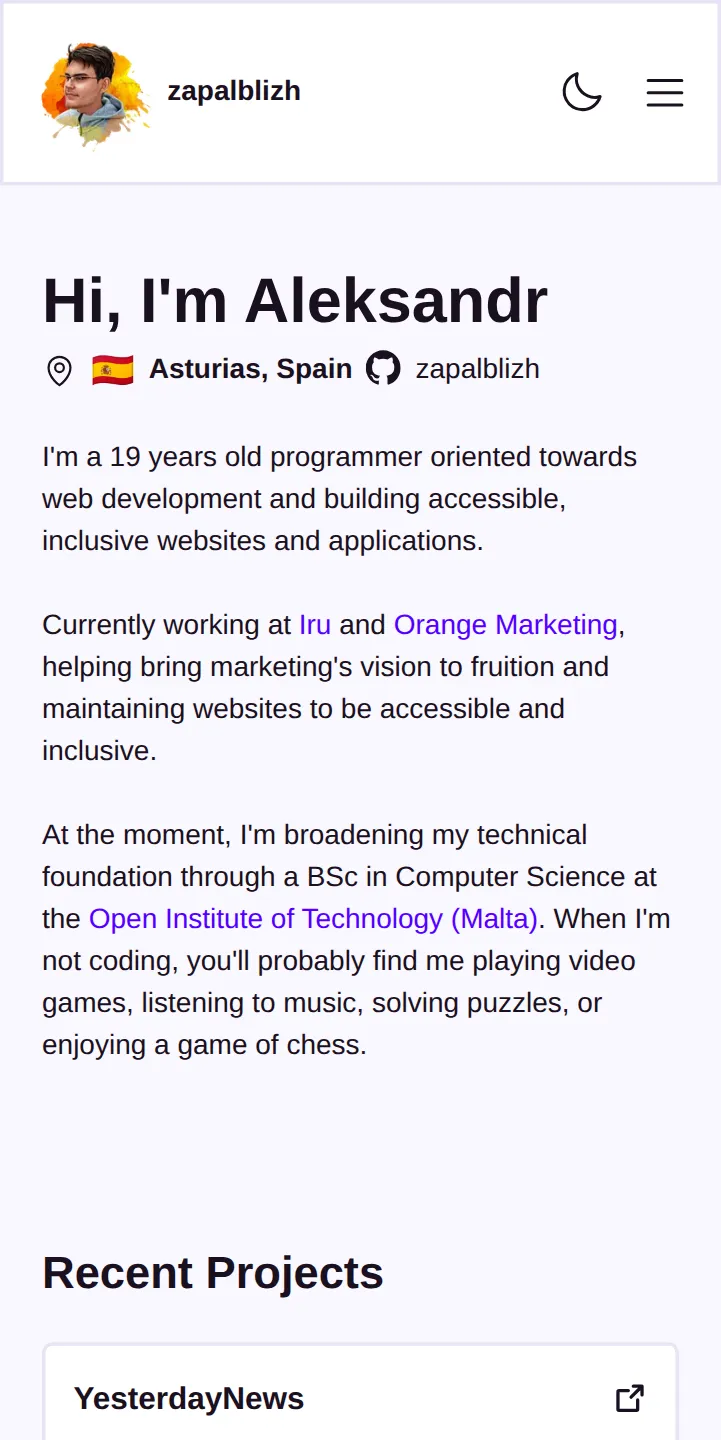 zapalblizh
Hi, I'm Aleksandr
Asturias, Spain zapalblizh
I'm a 19 years old programmer oriented towards
web development and building accessible,
inclusive websites and applications.
Currently working at Iru and Orange Marketing,
helping bring marketing's vision to fruition and
maintaining websites to be accessible and
inclusive.
At the moment, I'm broadening my technical
foundation through a BSc in Computer Science at
the Open Institute of Technology (Malta). When I'm
not coding, you'll probably find me playing video
games, listening to music, solving puzzles, or
enjoying a game of chess.
Recent Projects
YesterdayNews